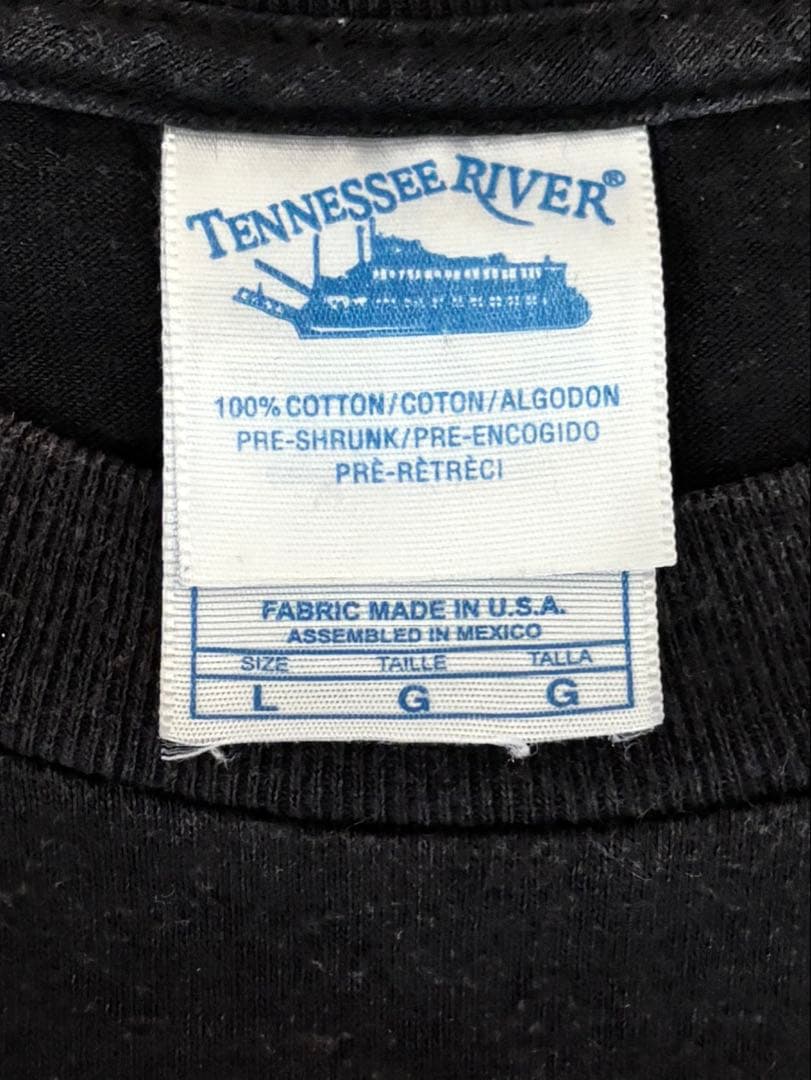 TENNESSEE RIVER®
100% COTTON/COTON/ALGODON
PRE-SHRUNK/PRE-ENCOGIDO
PRÈ-RÈTRÈCI
FABRIC MADE IN U.S.A.
ASSEMBLED IN MEXICO
SIZE TAILLE TALLA
L G G